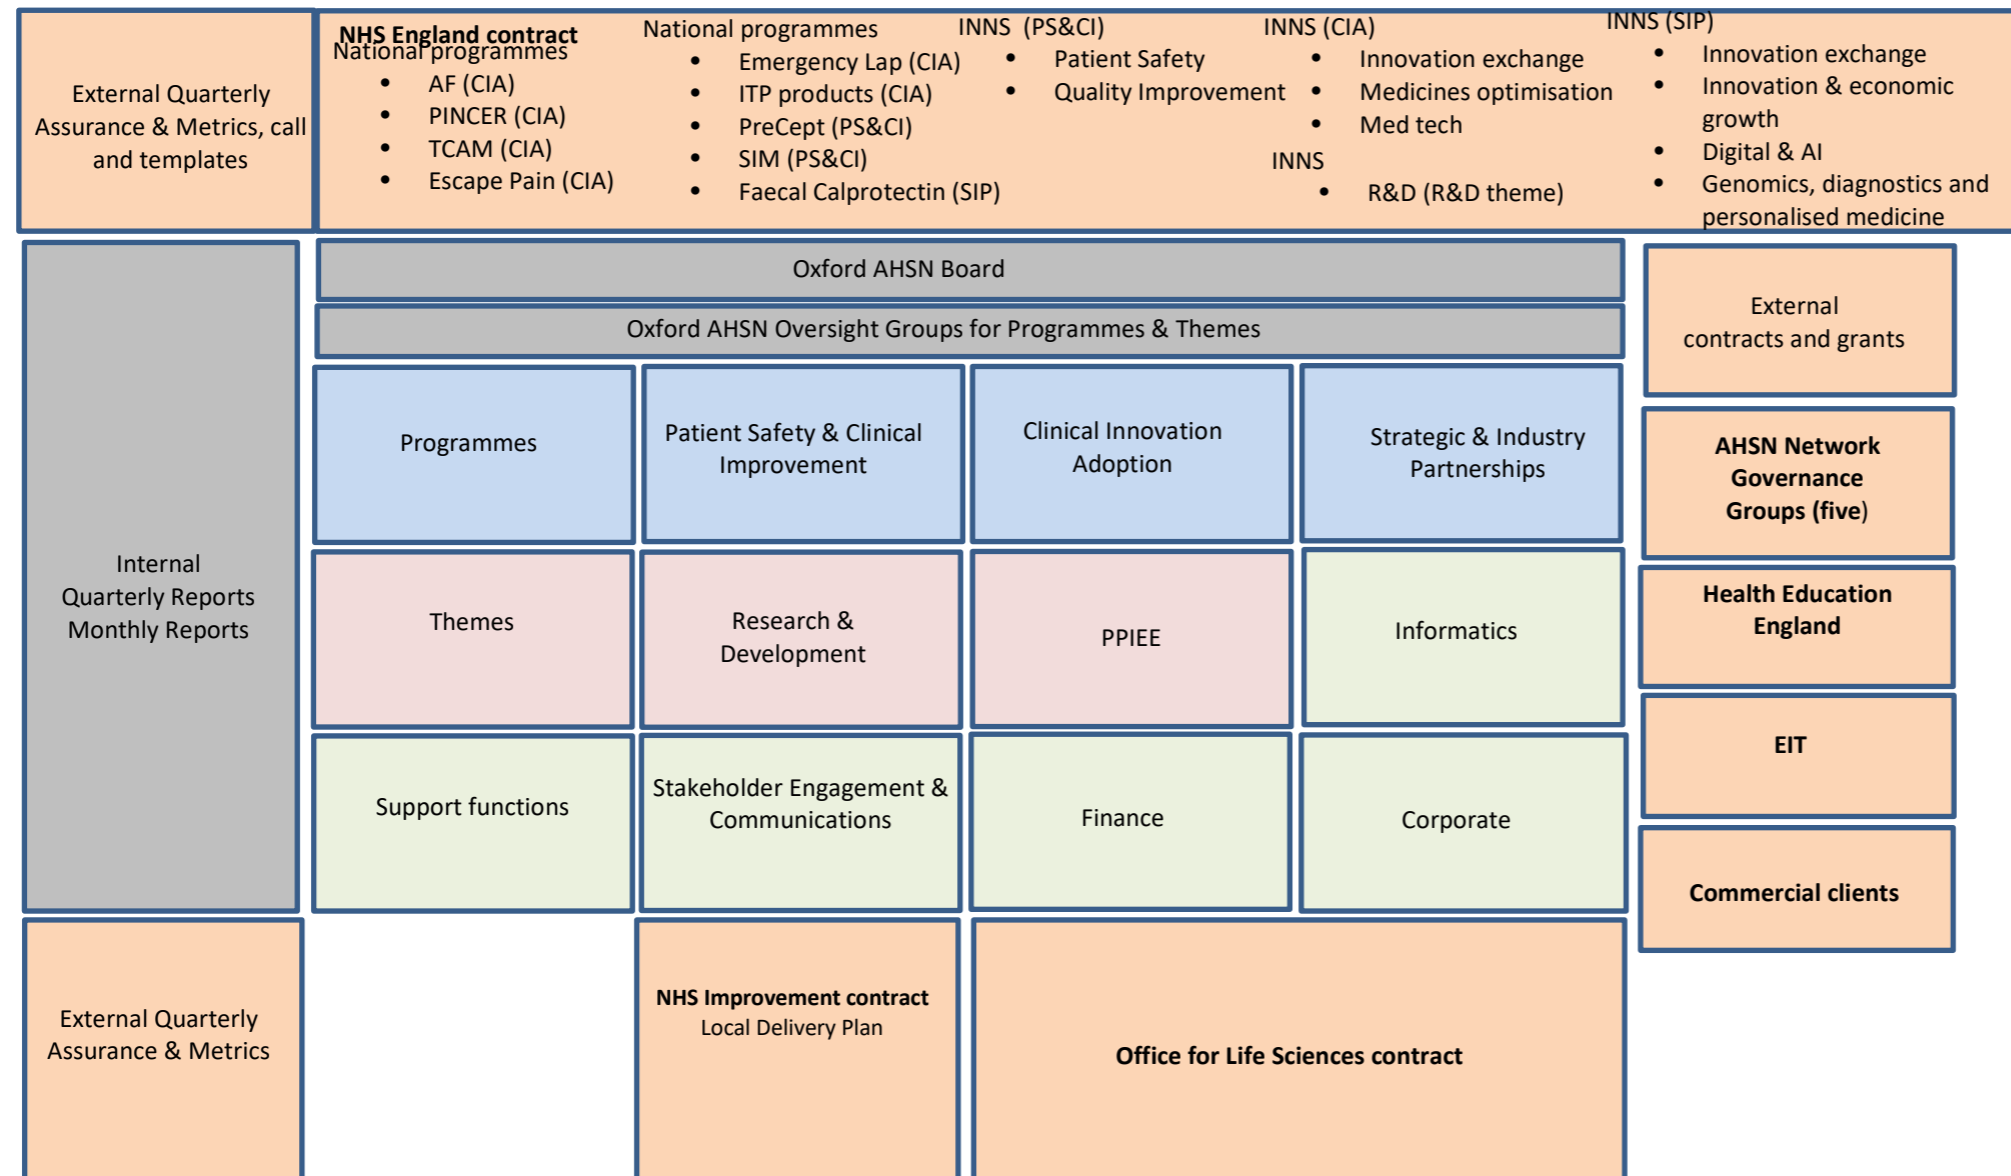 External Quarterly
Assurance & Metrics, call
and templates
NHS England contract
National programmes
• AF (CIA)
• PINCER (CIA)
• TCAM (CIA)
• Escape Pain (CIA)
National programmes
• Emergency Lap (CIA)
• ITP products (CIA)
• PreCept (PS&CI)
• SIM (PS&CI)
• Faecal Calprotectin (SIP)
INNS (PS&CI)
• Patient Safety
• Quality Improvement
INNS (CIA)
• Innovation exchange
• Medicines optimisation
• Med tech
INNS
• R&D (R&D theme)
INNS (SIP)
• Innovation exchange
• Innovation & economic
growth
• Digital & AI
• Genomics, diagnostics and
personalised medicine
Internal
Quarterly Reports
Monthly Reports
Oxford AHSN Board
Oxford AHSN Oversight Groups for Programmes & Themes
Programmes
Patient Safety & Clinical
Improvement
Clinical Innovation
Adoption
Strategic & Industry
Partnerships
Themes
Research &
Development
PPIEE
Informatics
Support functions
Stakeholder Engagement &
Communications
Finance
Corporate
External
contracts and grants
AHSN Network
Governance
Groups (five)
Health Education
England
EIT
Commercial clients
External Quarterly
Assurance & Metrics
NHS Improvement contract
Local Delivery Plan
Office for Life Sciences contract